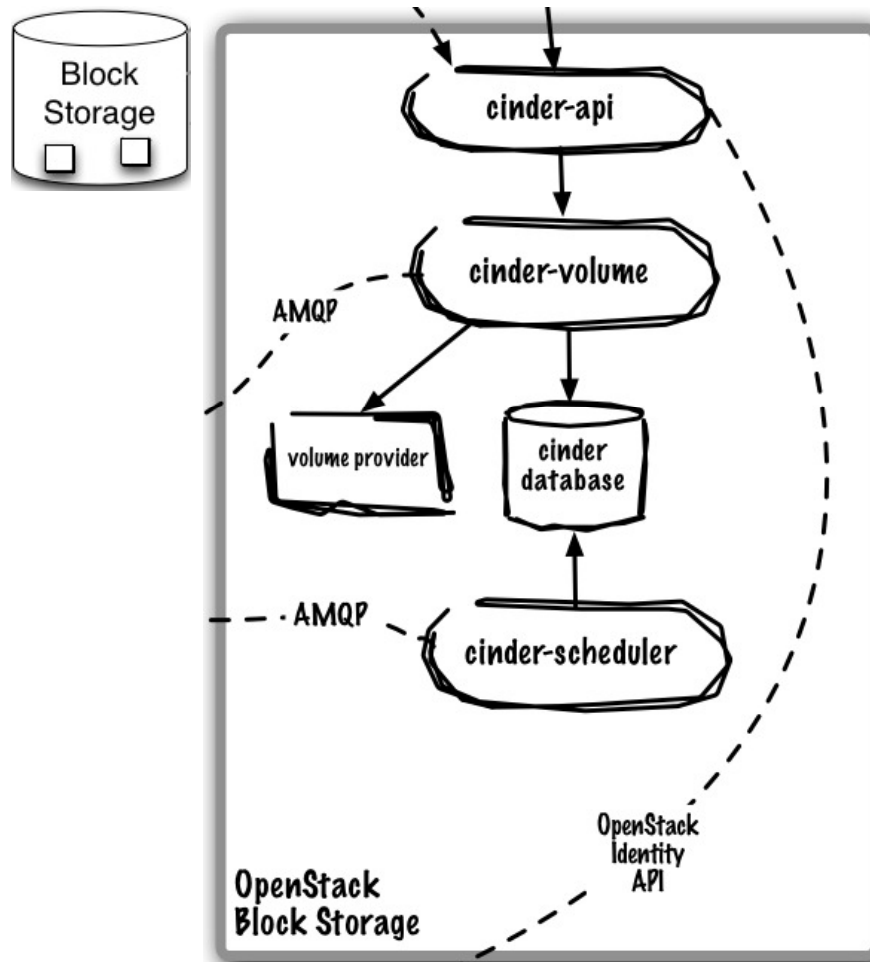 Block
Storage
cinder-api
cinder-volume
AMQP
volume provider
cinder
database
AMQP
cinder-scheduler
OpenStack
Identity
API
OpenStack
Block Storage